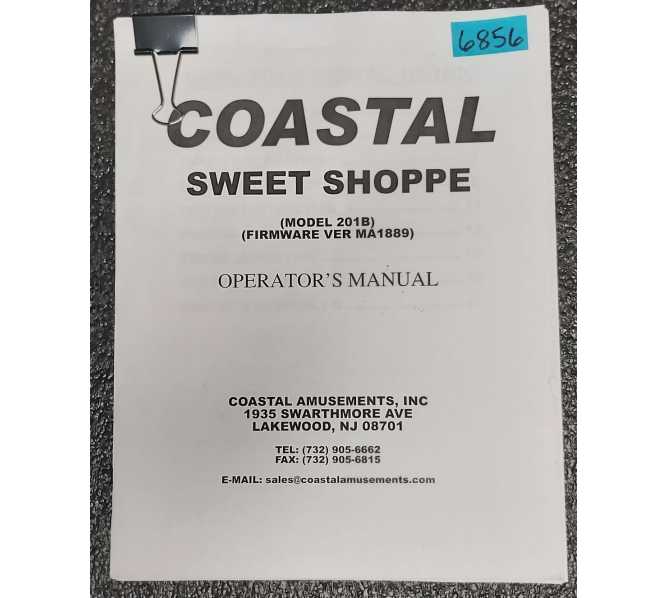 6856
COASTAL
SWEET SHOPPE
(MODEL 201B)
(FIRMWARE VER MA1889)
OPERATOR'S MANUAL
COASTAL AMUSEMENTS, INC
1935 SWARTHMORE AVE
LAKEWOOD, NJ 08701
TEL: (732) 905-6662
FAX: (732) 905-6815
E-MAIL: sales@coastalamusements.com